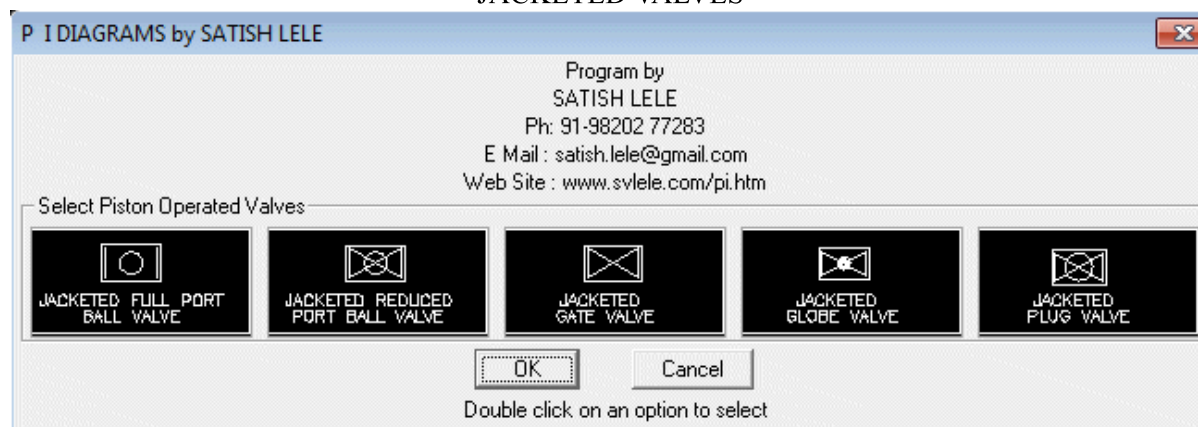 JACKETED VALVES
P I DIAGRAMS by SATISH LELE
Program by
SATISH LELE
Ph: 91-98202 77283
E Mail : satish.lele@gmail.com
Web Site : www.svlele.com/pi.htm
Select Piston Operated Valves
JACKETED FULL PORT
BALL VALVE
JACKETED REDUCED
PORT BALL VALVE
JACKETED
GATE VALVE
JACKETED
GLOBE VALVE
JACKETED
PLUG VALVE
OK
Cancel
Double click on an option to select